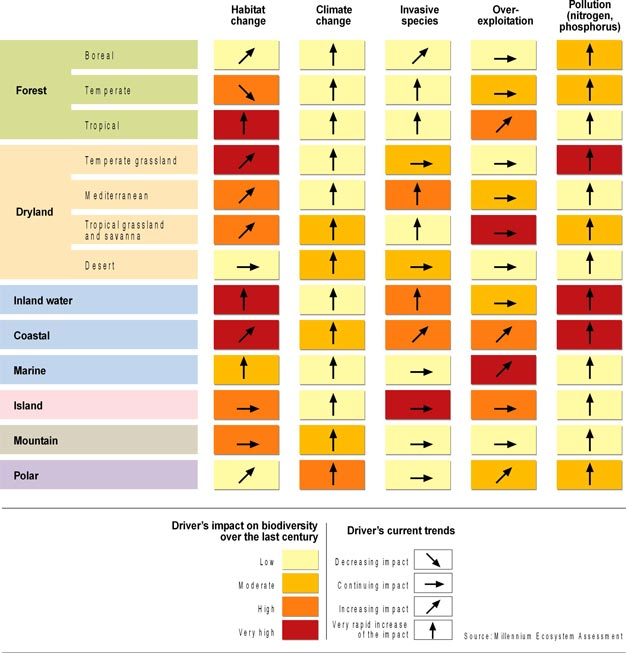 Habitat change
Climate change
Invasive species
Over-exploitation
Pollution (nitrogen, phosphorus)
Forest
Boreal
Temperate
Tropical
Dryland
Temperate grassland
Mediterranean
Tropical grassland and savanna
Desert
Inland water
Coastal
Marine
Island
Mountain
Polar
Driver's impact on biodiversity over the last century
Low
Moderate
High
Very high
Driver's current trends
Decreasing impact
Continuing impact
Increasing impact
Very rapid increase of the impact
Source: Millennium Ecosystem Assessment